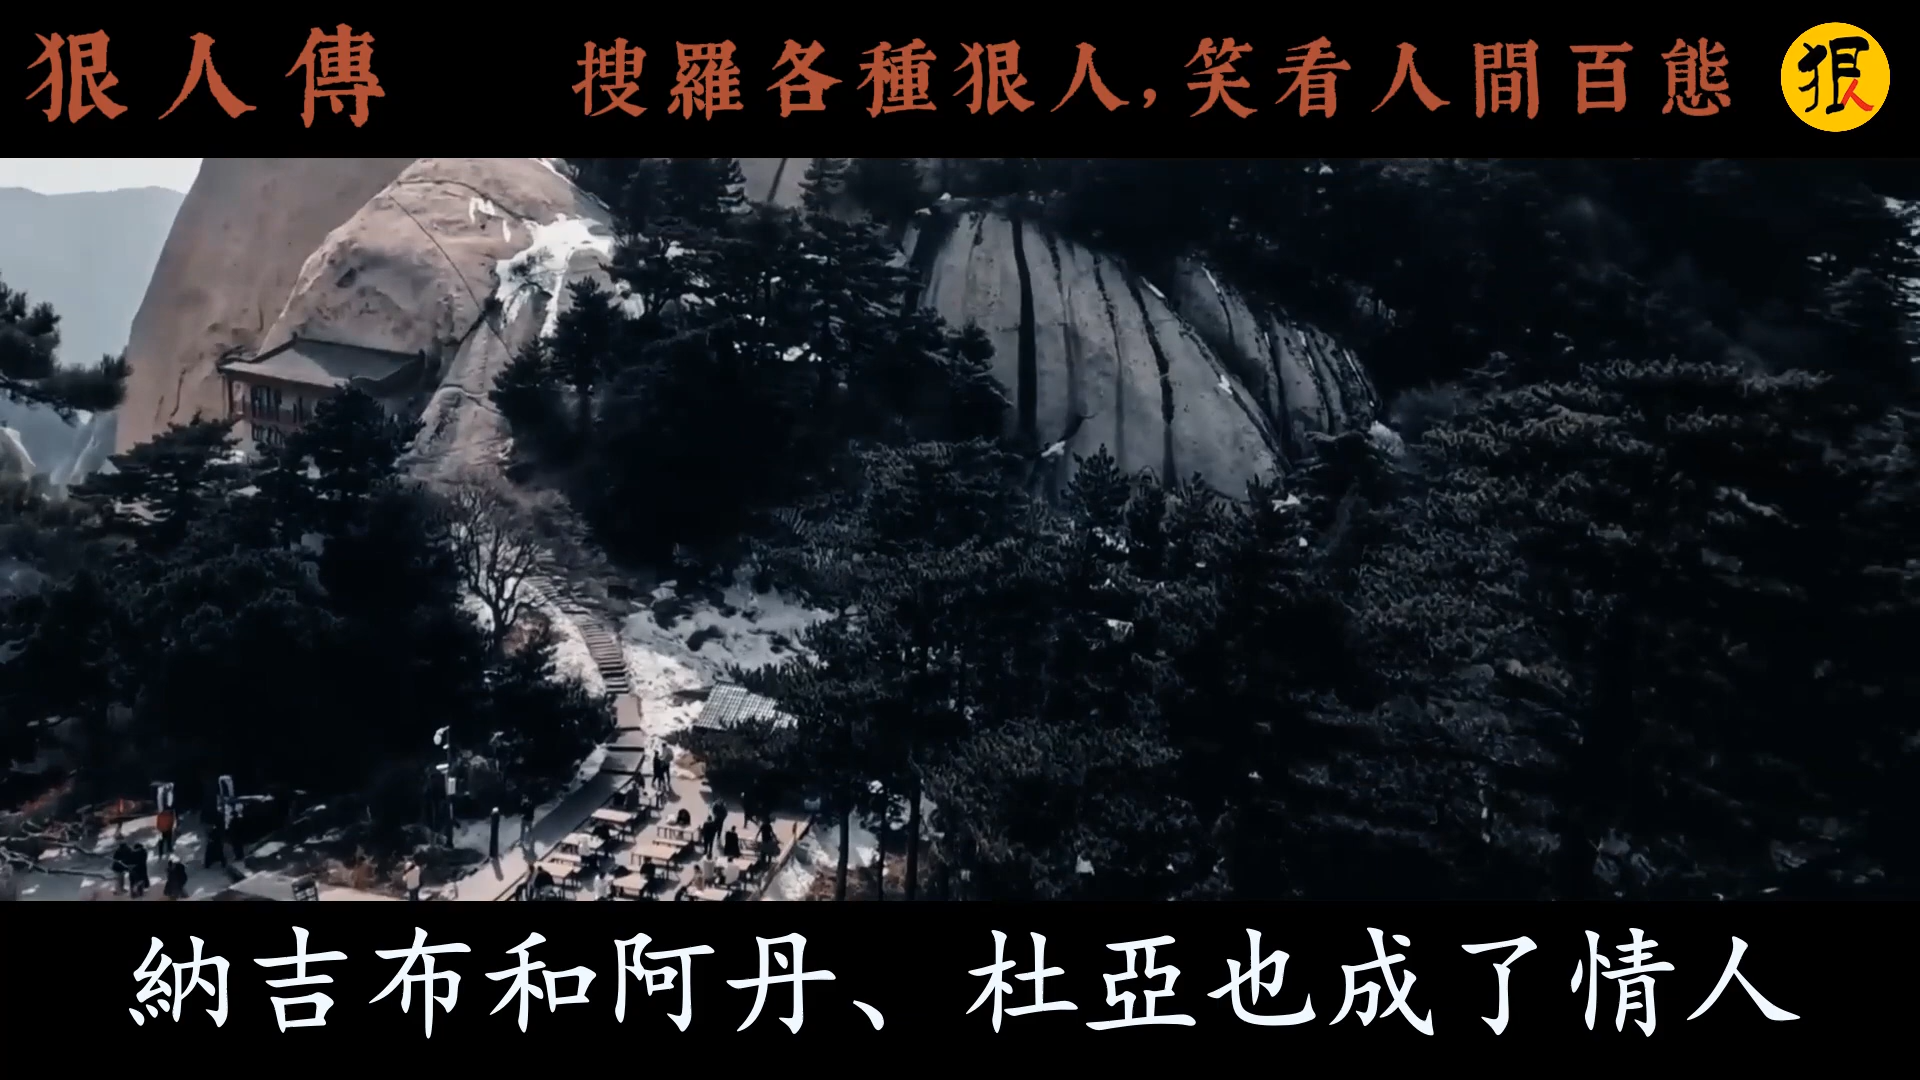 狠人傳
搜羅各種狠人,笑看人間百態
狠人
納吉布和阿丹、杜亞也成了情人